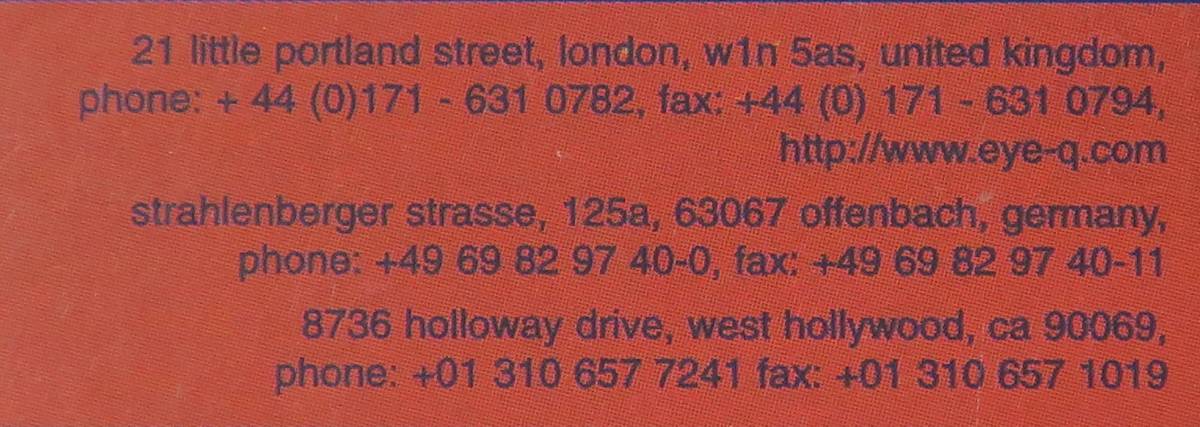 21 little portland street, london, w1n 5as, united kingdom,
phone: + 44 (0)171 - 631 0782, fax: +44 (0) 171 - 631 0794,
http://www.eye-q.com
strahlenberger strasse, 125a, 63067 offenbach, germany,
phone: +49 69 82 97 40-0, fax: +49 69 82 97 40-11
8736 holloway drive, west hollywood, ca 90069,
phone: +01 310 657 7241 fax: +01 310 657 1019